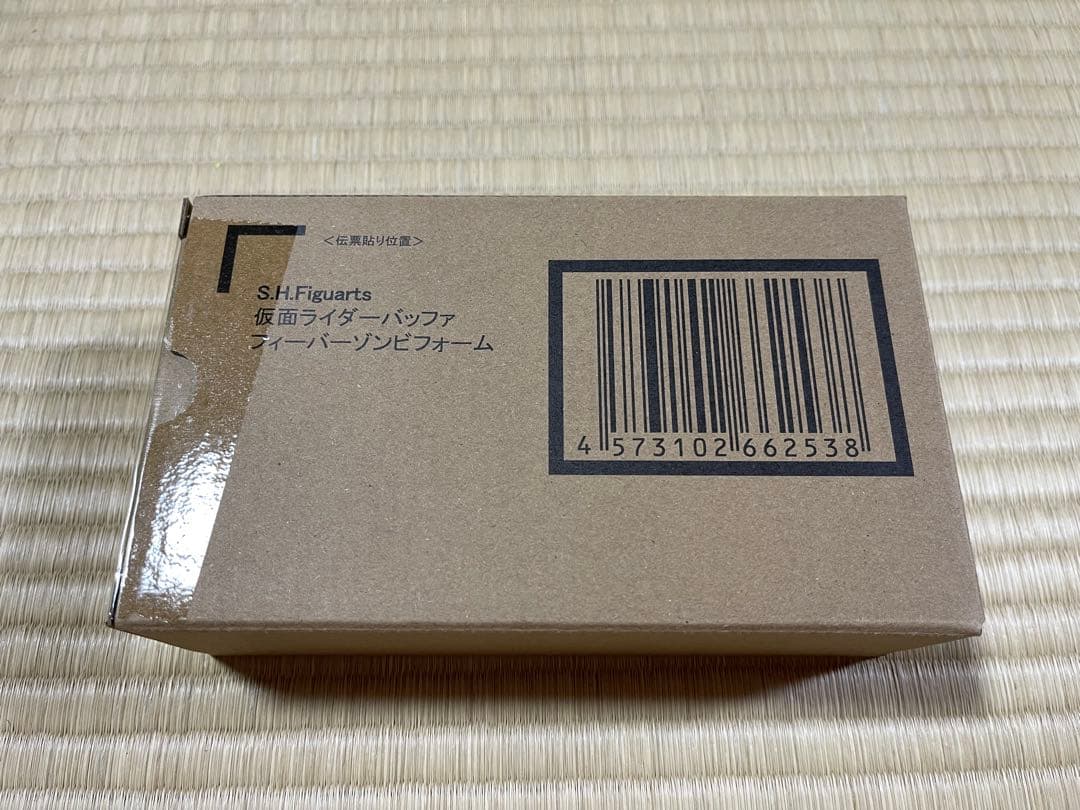 ＜伝票貼り位置＞
S.H.Figuarts
仮面ライダーバッファ
フィーバーゾンビフォーム
4 573102 662538